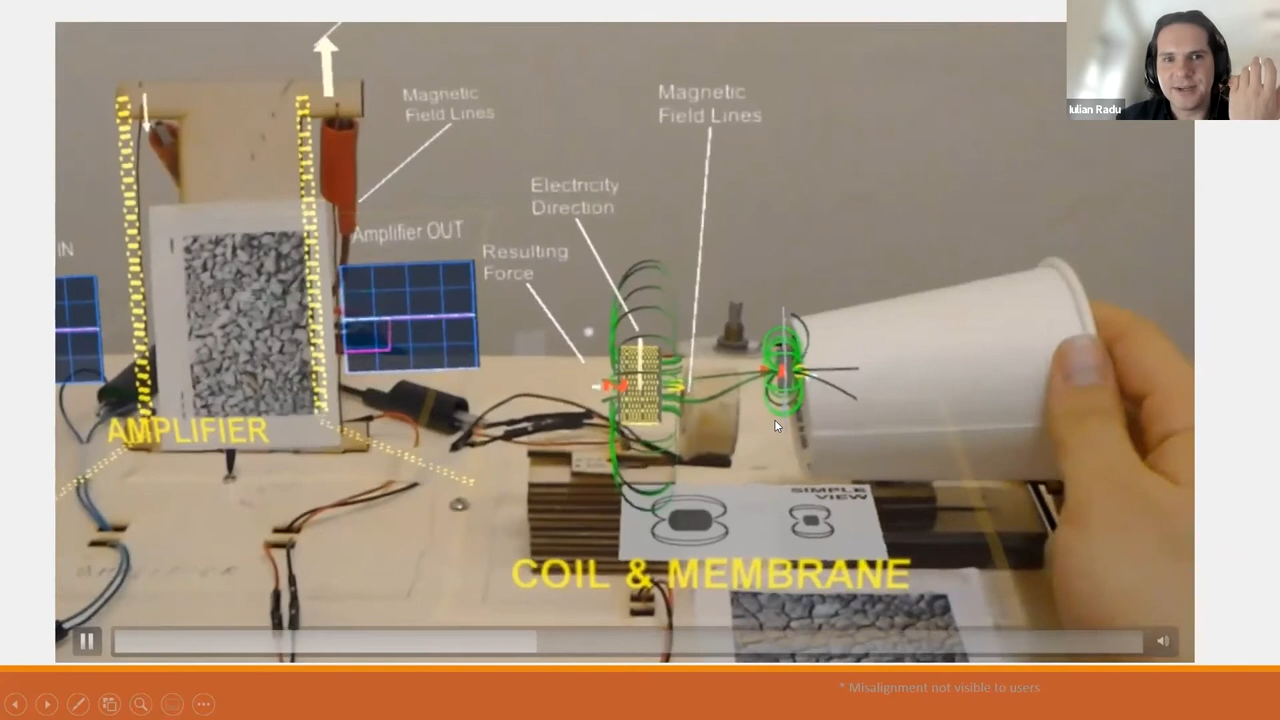 Iulian Radu
Magnetic
Field Lines
Magnetic
Field Lines
Electricity
Direction
Amplifier OUT
IN
Resulting
Force
AMPLIFIER
SIMPLE
VIEW
COIL & MEMBRANE
* Misalignment not visible to users